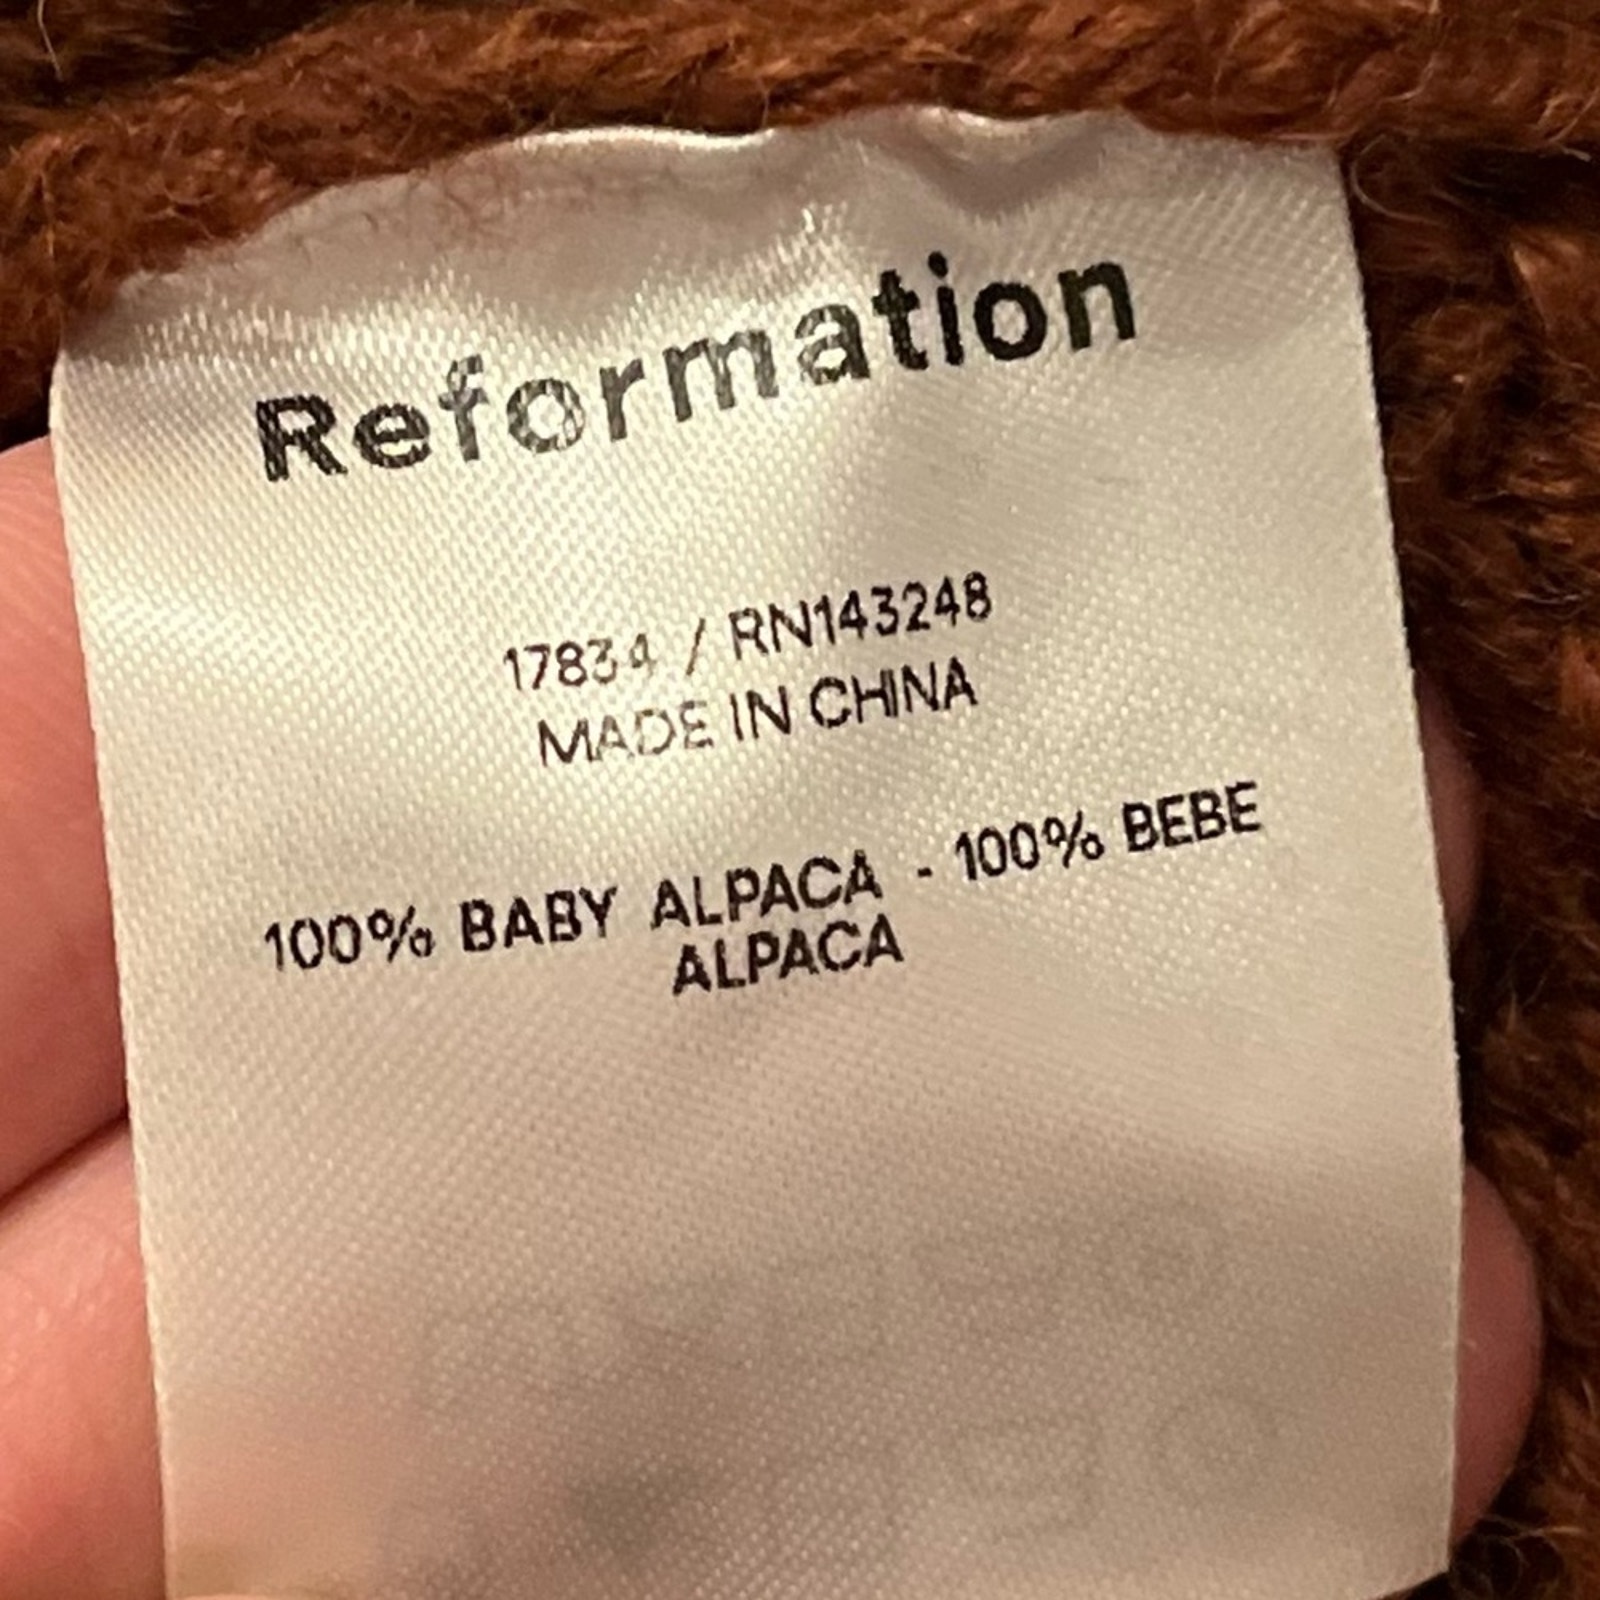 Reformation
17834 / RN143248
MADE IN CHINA
100% BABY ALPACA - 100% BEBE
ALPACA